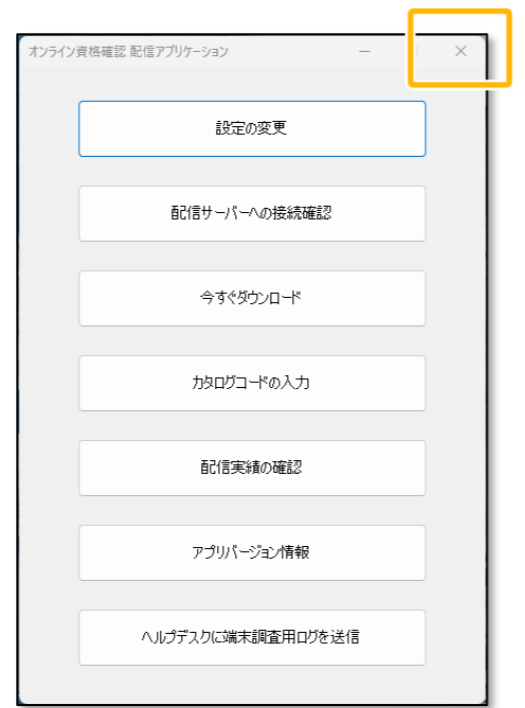 オンライン資格確認 配信アプリケーション
設定の変更
配信サーバーへの接続確認
今すぐダウンロード
カタログコードの入力
配信実績の確認
アプリバージョン情報
ヘルプデスクに端末調査用ログを送信